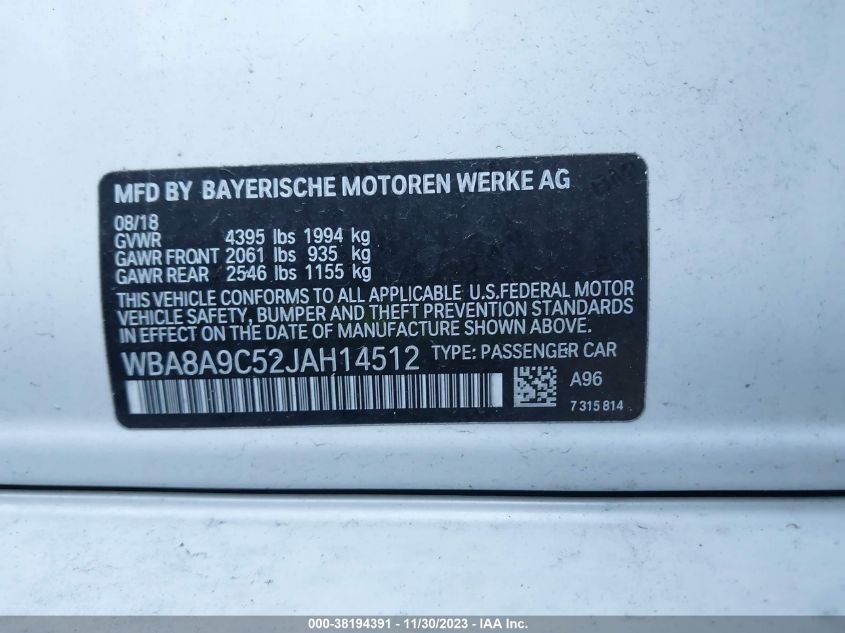 MFD BY BAYERISCHE MOTOREN WERKE AG
08/18
GVWR 4395 lbs 1994 kg
GAWR FRONT 2061 lbs 935 kg
GAWR REAR 2546 lbs 1155 kg
THIS VEHICLE CONFORMS TO ALL APPLICABLE U.S.FEDERAL MOTOR
VEHICLE SAFETY, BUMPER AND THEFT PREVENTION STANDARDS
IN EFFECT ON THE DATE OF MANUFACTURE SHOWN ABOVE.
WBA8A9C52JAH14512 TYPE: PASSENGER CAR
A96
7 315 814
000-38194391 - 11/30/2023 - IAA Inc.